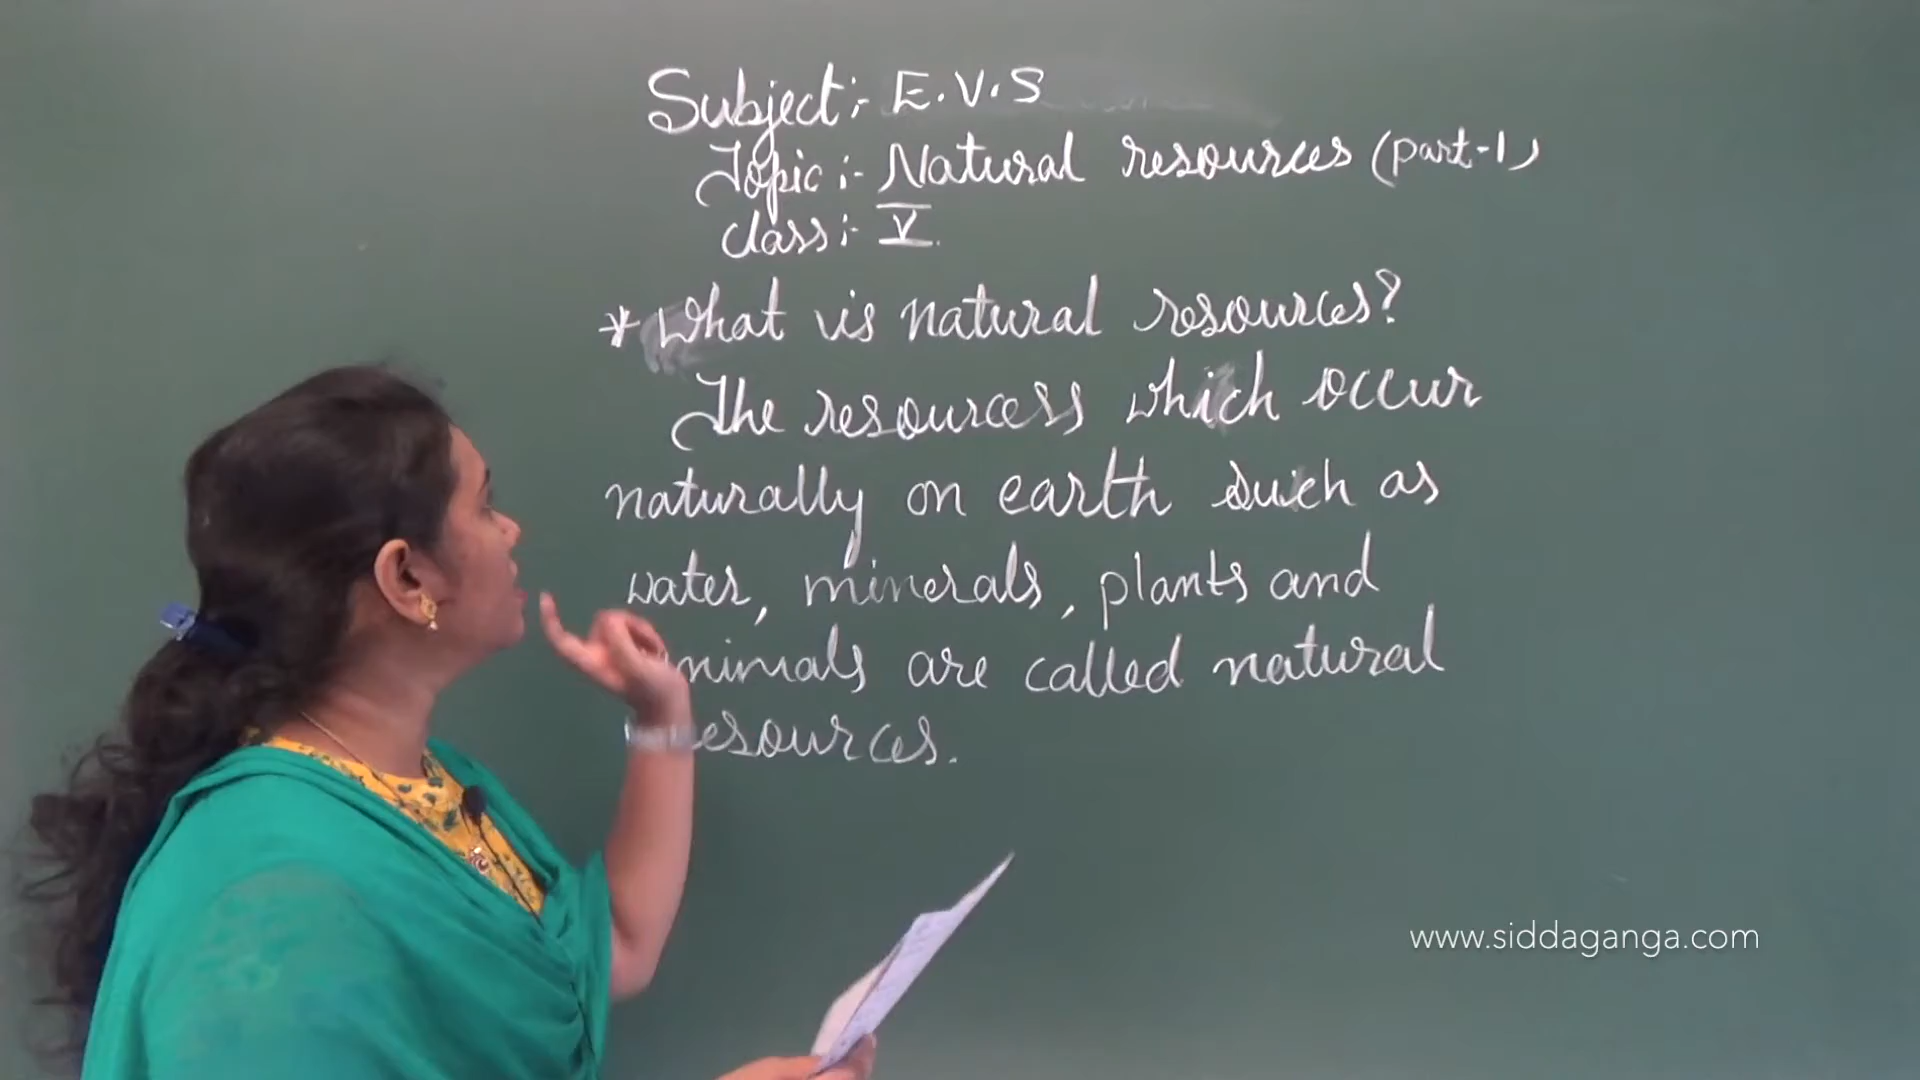 Subject:- E.V.S
Topic:- Natural resources (part-1)
Class:- V
* What is natural resources?
The resourcess which occur
naturally on earth such as
water, minerals, plants and
animals are called natural
resources.
www.siddaganga.com